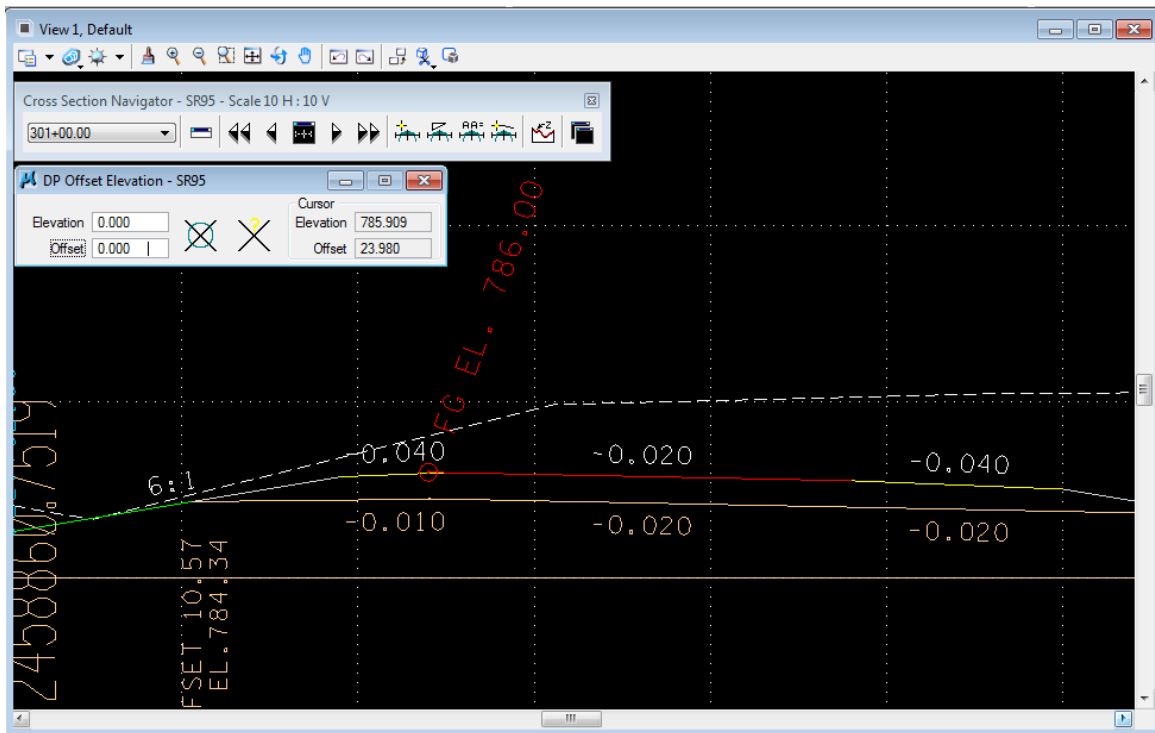 View 1, Default
Cross Section Navigator - SR95 - Scale 10 H : 10 V
301+00.00
AA=
Z
DP Offset Elevation - SR95
Elevation 0.000
Offset 0.000
?
Cursor
Elevation 785.909
Offset 23.980
FG EL. 786.00
-0.040
-0.020
-0.040
6:1
-0.010
-0.020
-0.020
FSET 10.57
EL.784.34